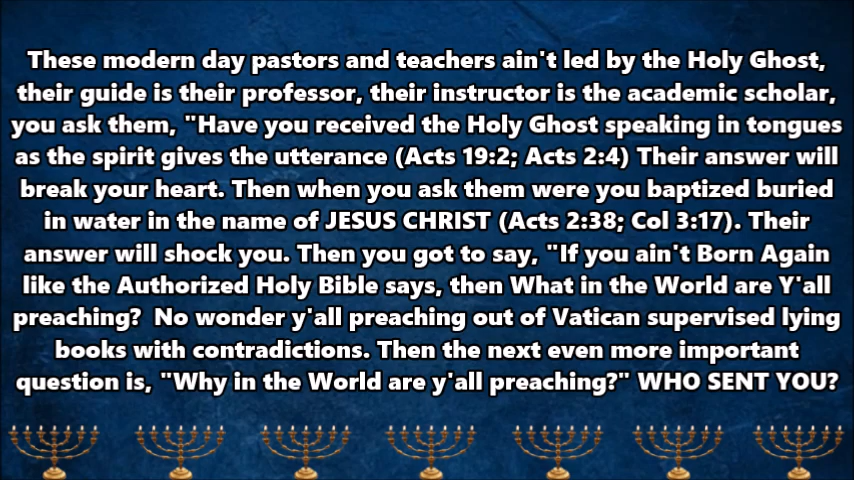 These modern day pastors and teachers ain't led by the Holy Ghost,
their guide is their professor, their instructor is the academic scholar,
you ask them, "Have you received the Holy Ghost speaking in tongues
as the spirit gives the utterance (Acts 19:2; Acts 2:4) Their answer will
break your heart. Then when you ask them were you baptized buried
in water in the name of JESUS CHRIST (Acts 2:38; Col 3:17). Their
answer will shock you. Then you got to say, "If you ain't Born Again
like the Authorized Holy Bible says, then What in the World are Y'all
preaching?  No wonder y'all preaching out of Vatican supervised lying
books with contradictions. Then the next even more important
question is, "Why in the World are y'all preaching?" WHO SENT YOU?